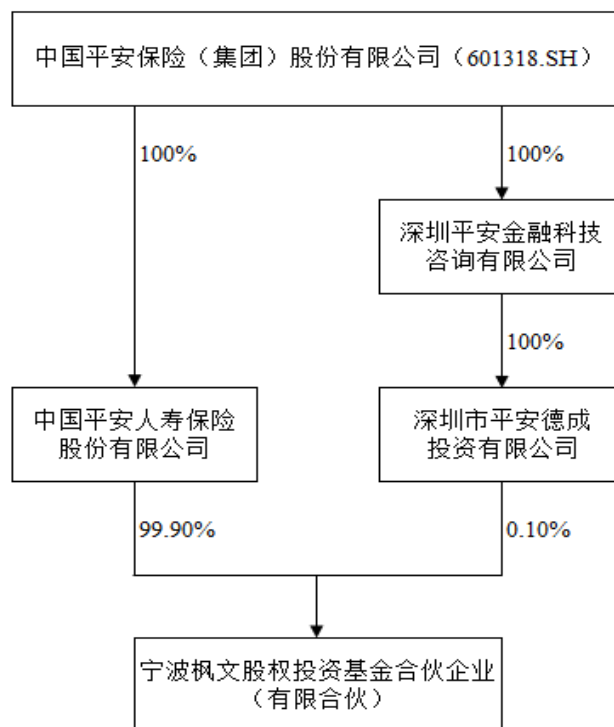 中国平安保险（集团）股份有限公司（601318.SH）
100%
100%
深圳平安金融科技
咨询有限公司
100%
中国平安人寿保险
股份有限公司
深圳市平安德成
投资有限公司
99.90%
0.10%
宁波枫文股权投资基金合伙企业
（有限合伙）